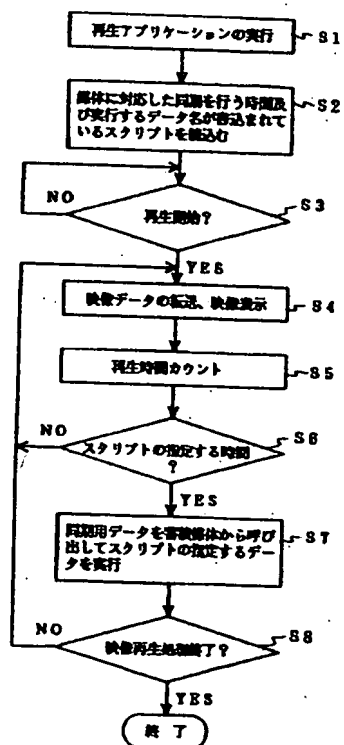 再生アプリケーションの実行
S1
媒体に対応した同期を行う時間及
び実行するデータ名が書込まれて
いるスクリプトを読込む
S2
NO
再生開始?
S3
YES
映像データの転送、映像表示
S4
再生時間カウント
S5
NO
スクリプトの指定する時間
?
S6
YES
同期用データを蓄積媒体から呼び
出してスクリプトの指定するデー
タを実行
S7
NO
映像再生処理終了?
S8
YES
終 了